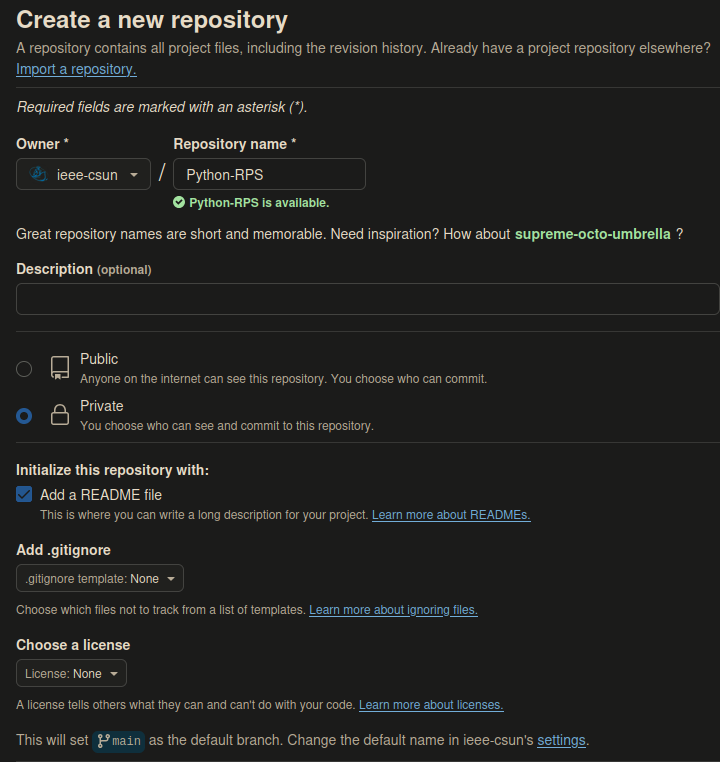 Create a new repository
A repository contains all project files, including the revision history. Already have a project repository elsewhere?
Import a repository.
Required fields are marked with an asterisk (*).
Owner * Repository name *
ieee-csun / Python-RPS
Python-RPS is available.
Great repository names are short and memorable. Need inspiration? How about supreme-octo-umbrella ?
Description (optional)
Public
Anyone on the internet can see this repository. You choose who can commit.
Private
You choose who can see and commit to this repository.
Initialize this repository with:
Add a README file
This is where you can write a long description for your project. Learn more about READMEs.
Add .gitignore
.gitignore template: None
Choose which files not to track from a list of templates. Learn more about ignoring files.
Choose a license
License: None
A license tells others what they can and can't do with your code. Learn more about licenses.
This will set main as the default branch. Change the default name in ieee-csun's settings.